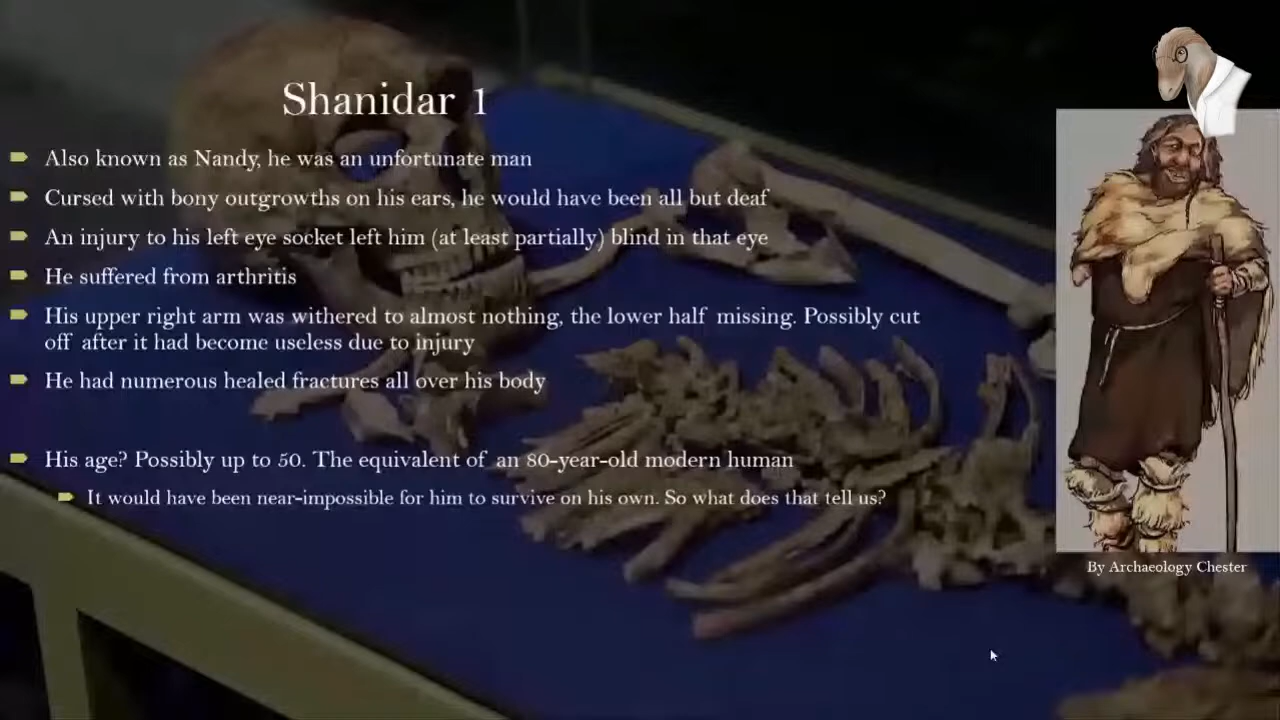 Shanidar 1
Also known as Nandy, he was an unfortunate man
Cursed with bony outgrowths on his ears, he would have been all but deaf
An injury to his left eye socket left him (at least partially) blind in that eye
He suffered from arthritis
His upper right arm was withered to almost nothing, the lower half missing. Possibly cut
off after it had become useless due to injury
He had numerous healed fractures all over his body
His age? Possibly up to 50. The equivalent of an 80-year-old modern human
It would have been near-impossible for him to survive on his own. So what does that tell us?
By Archaeology Chester